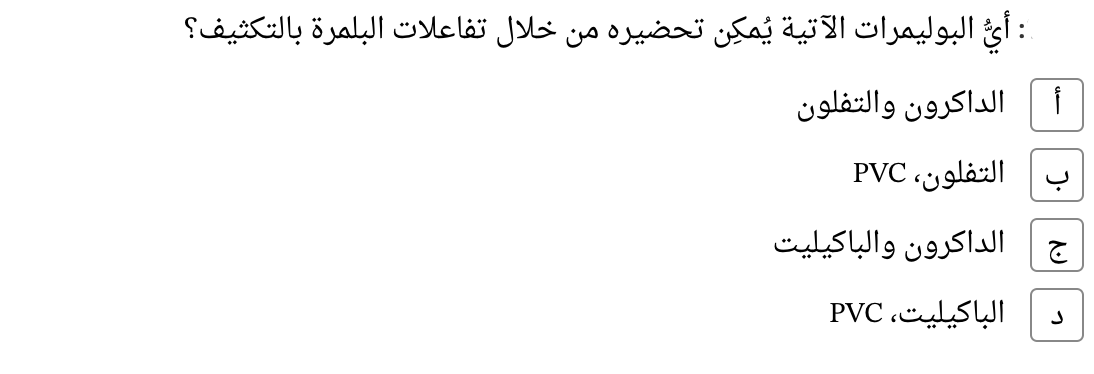 : أيُّ البوليمرات الآتية يُمكِن تحضيره من خلال تفاعلات البلمرة بالتكثيف؟
أ الداكرون والتفلون
ب التفلون، PVC
ج الداكرون والباكيليت
د الباكيليت، PVC